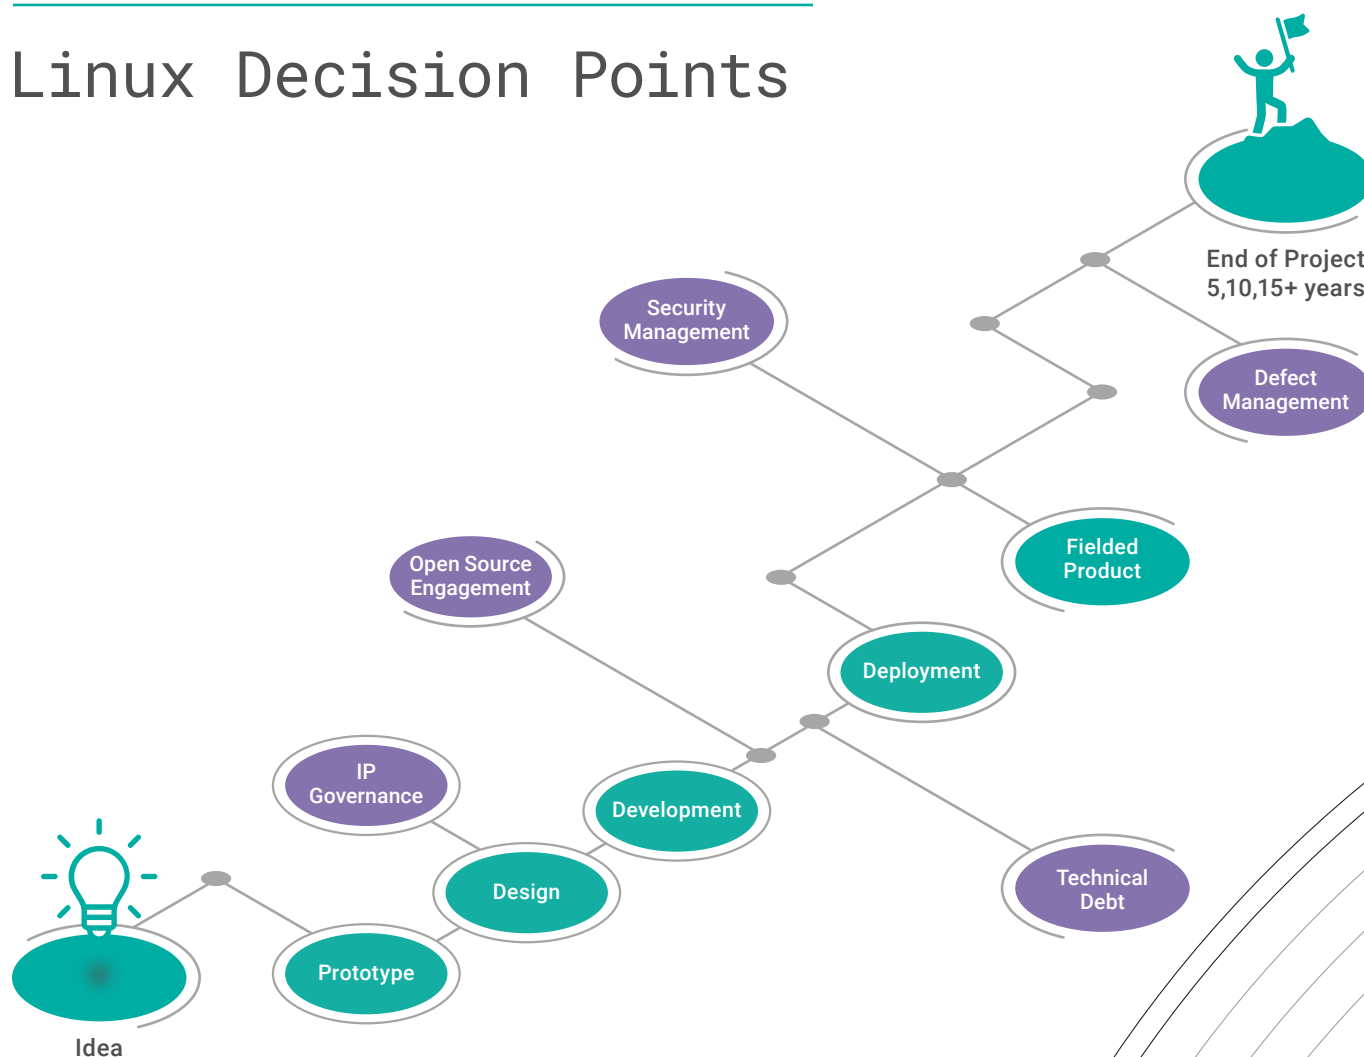 Linux Decision Points
End of Project
5,10,15+ years
Security
Management
Defect
Management
Fielded
Product
Open Source
Engagement
Deployment
IP
Governance
Development
Technical
Debt
Design
Prototype
Idea